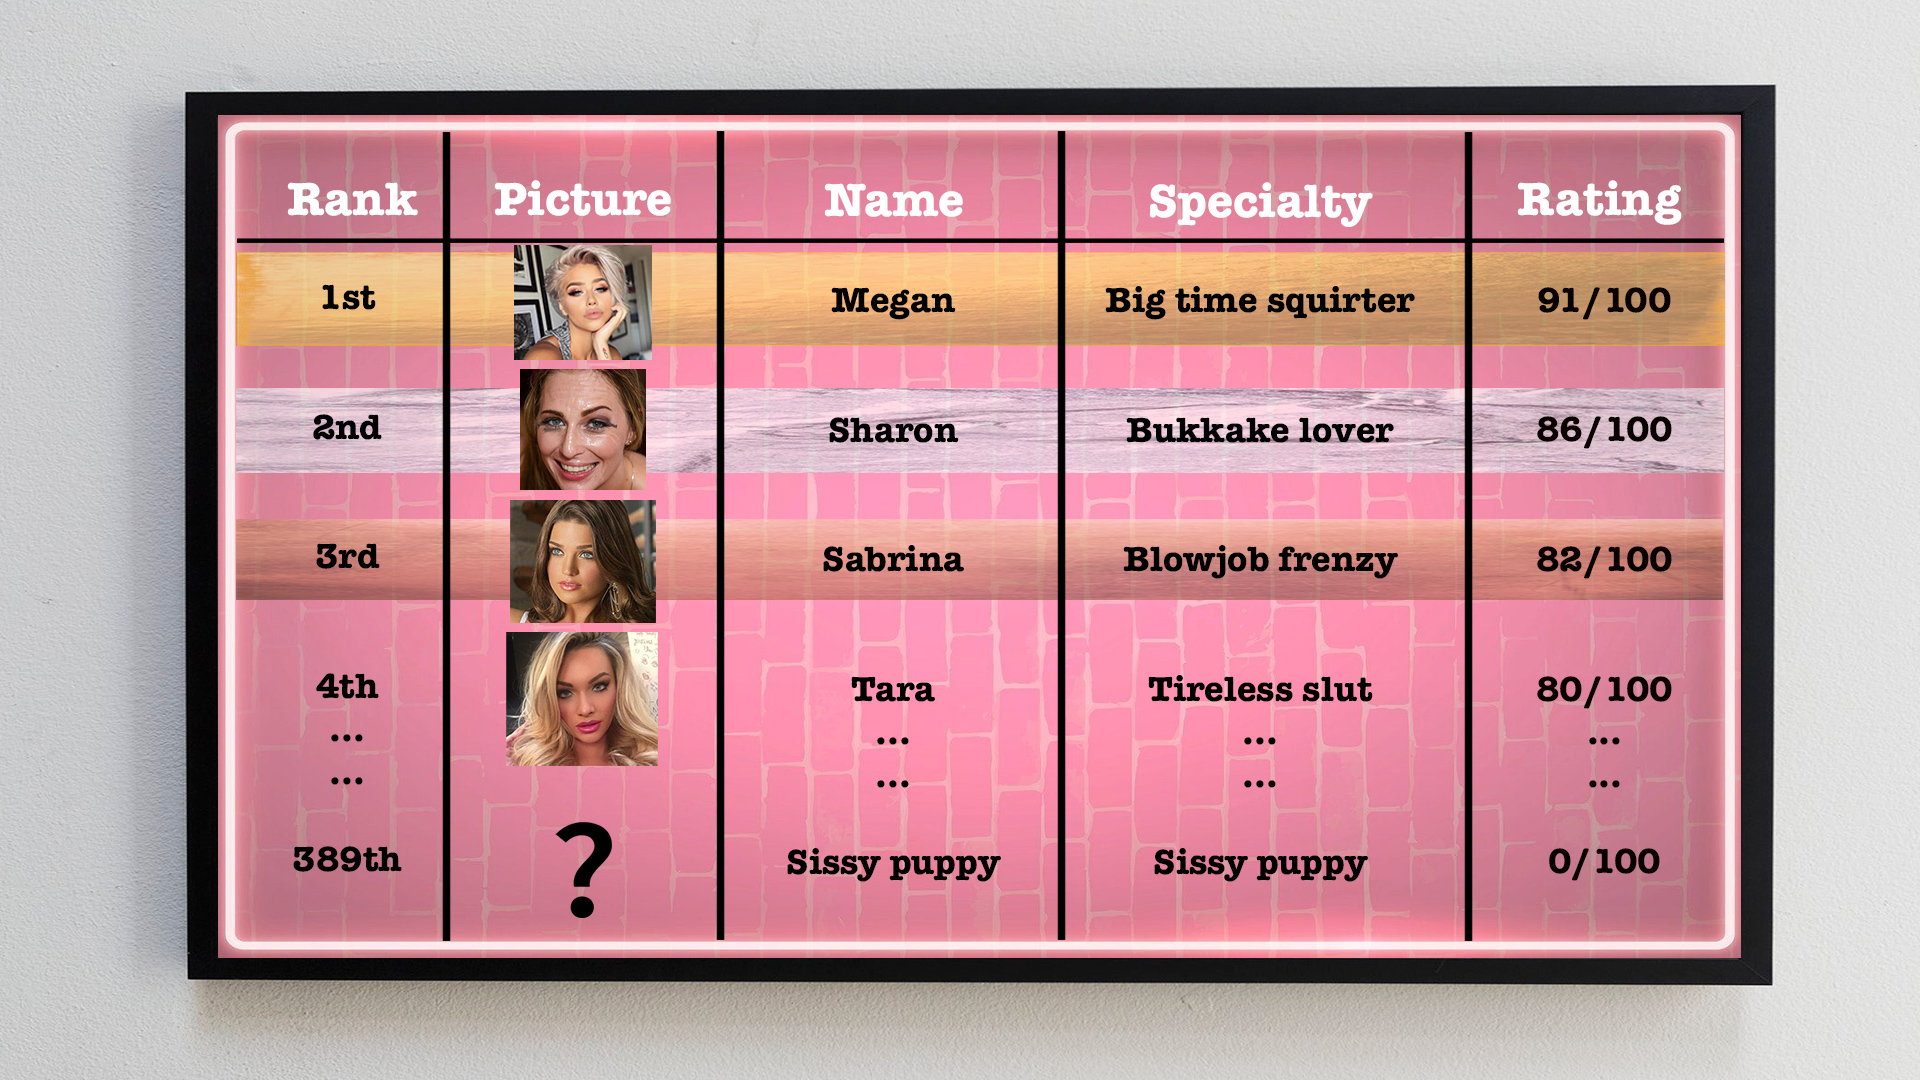 Rank Picture Name Specialty Rating
1st Megan Big time squirter 91/100
2nd Sharon Bukkake lover 86/100
3rd Sabrina Blowjob frenzy 82/100
4th Tara Tireless slut 80/100
... ... ... ...
... ... ... ...
389th ? Sissy puppy Sissy puppy 0/100